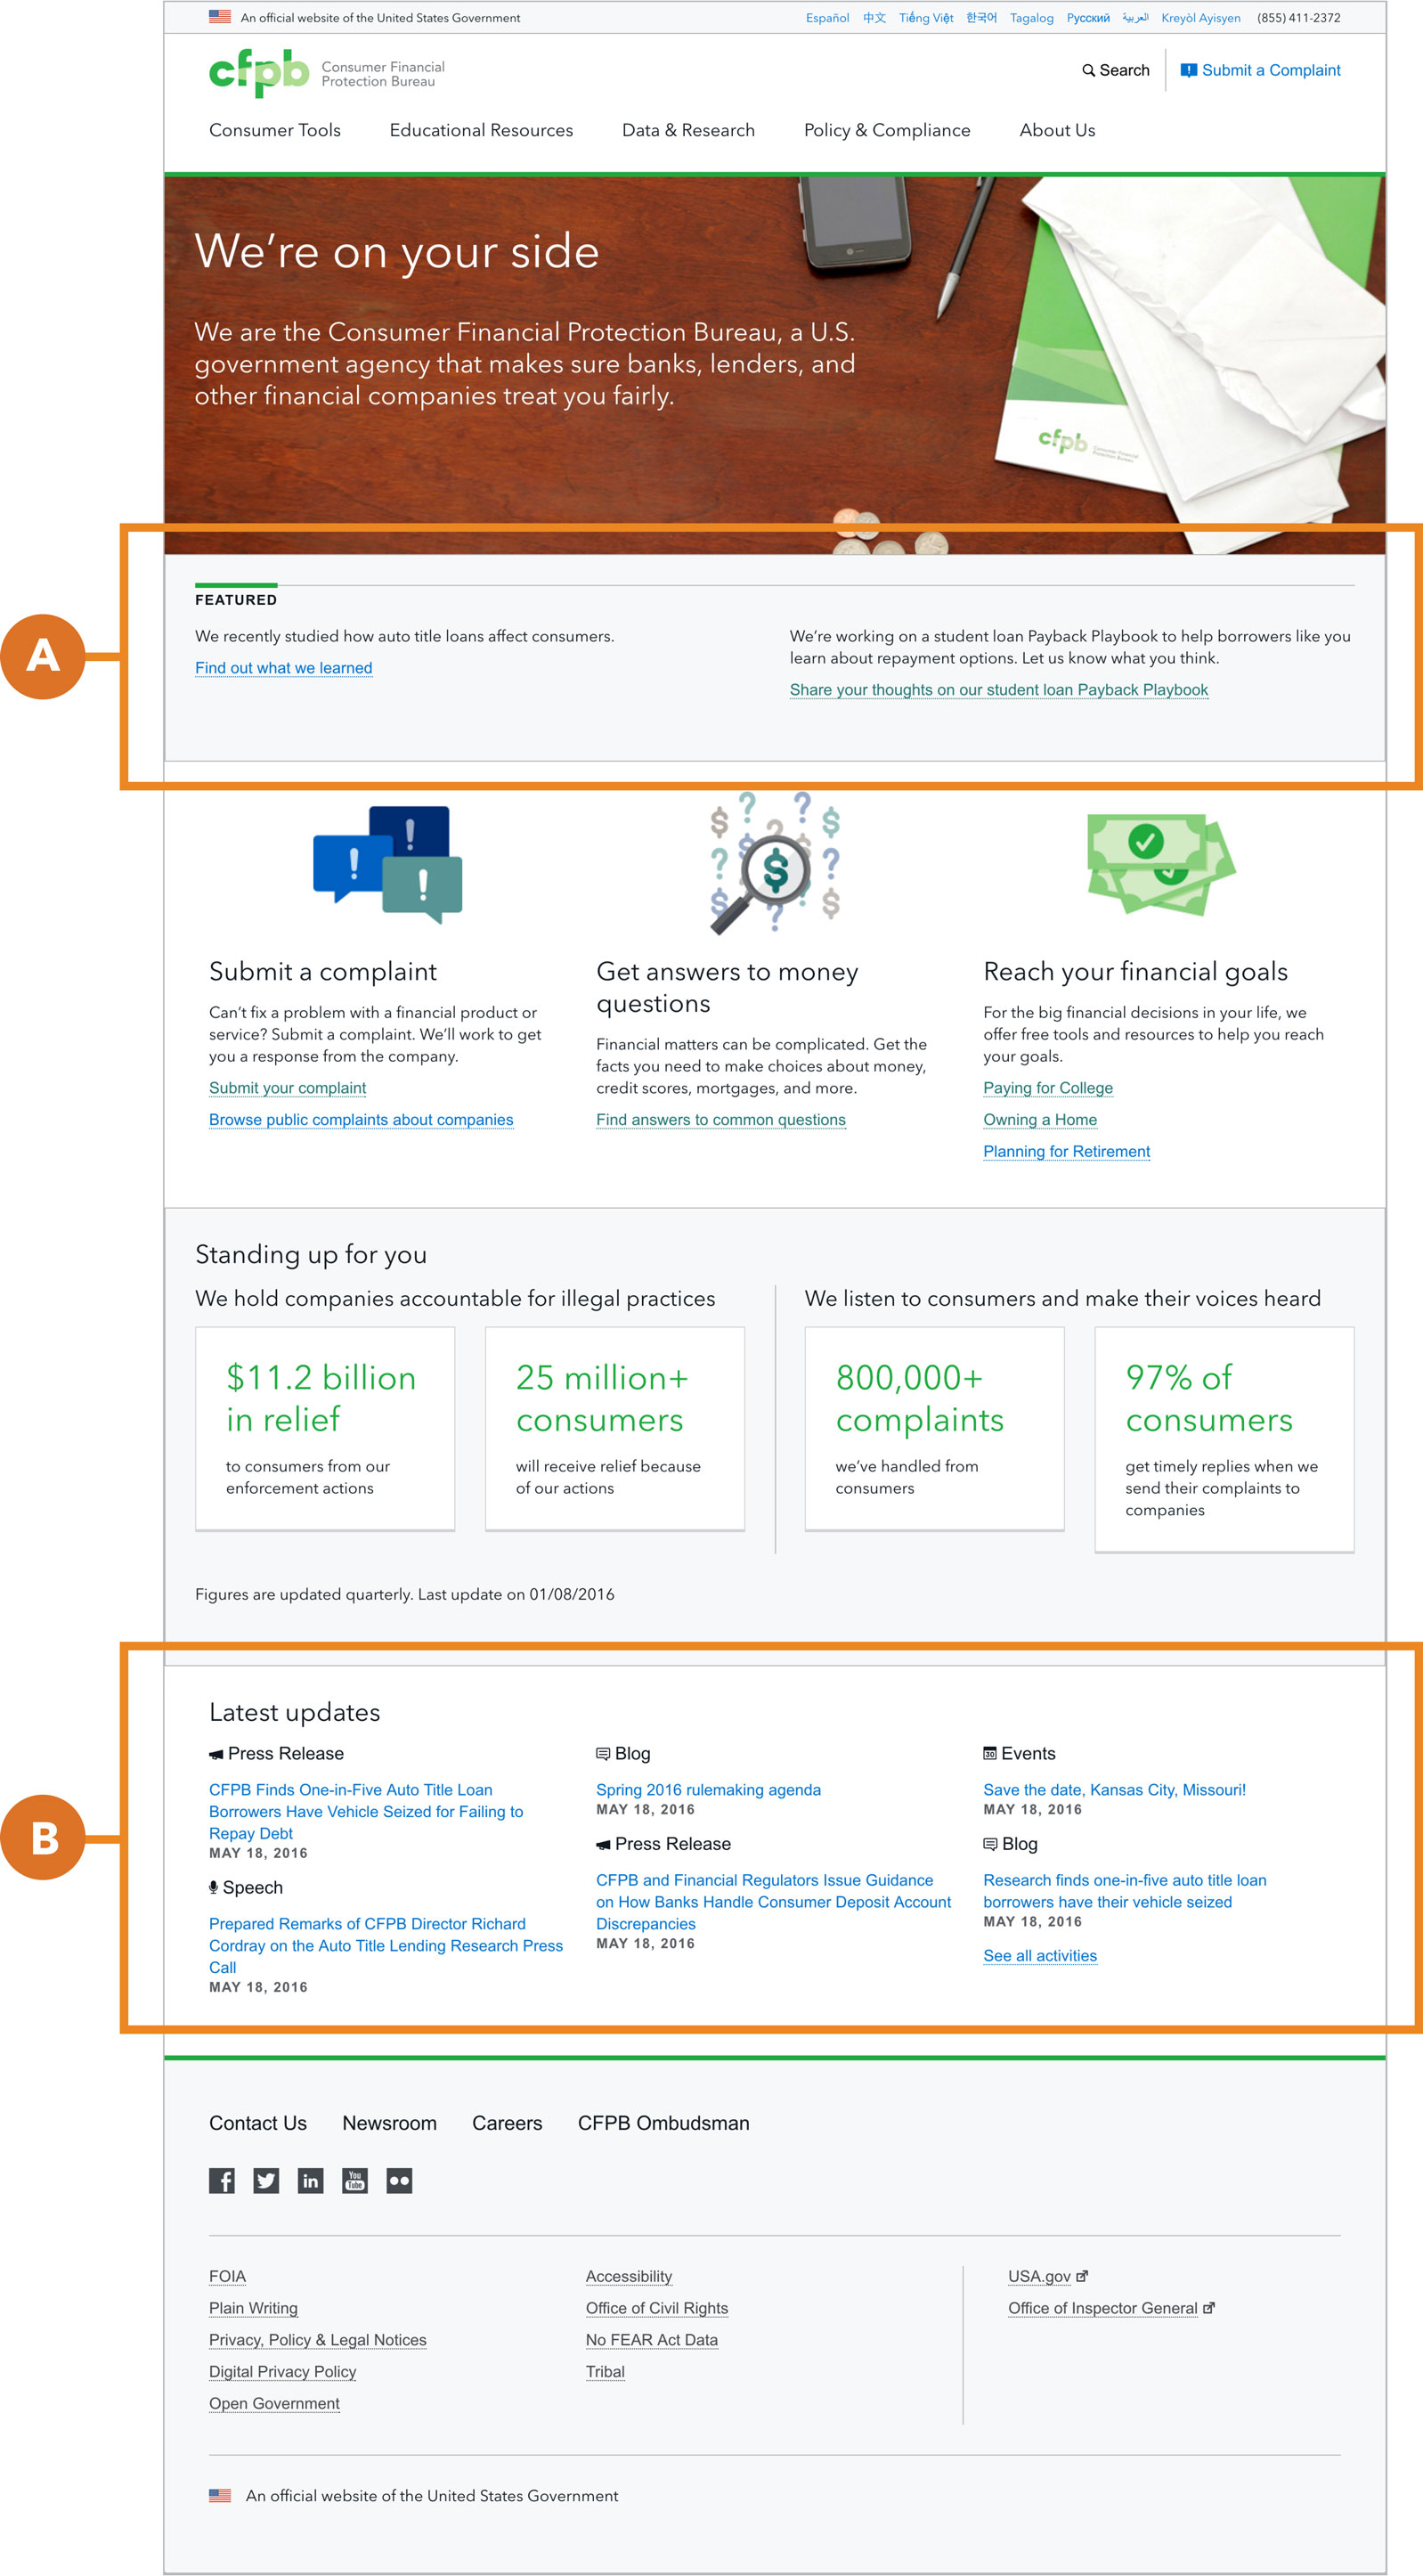 An official website of the United States Government
Español 中文 Tiếng Việt 한국어 Tagalog Русский العربية Kreyòl Ayisyen (855) 411-2372
cfpb Consumer Financial
Protection Bureau
Search
Submit a Complaint
Consumer Tools Educational Resources Data & Research Policy & Compliance About Us
We're on your side
We are the Consumer Financial Protection Bureau, a U.S.
government agency that makes sure banks, lenders, and
other financial companies treat you fairly.
cfpb Consumer Financial
Protection Bureau
A
FEATURED
We recently studied how auto title loans affect consumers.
Find out what we learned
We're working on a student loan Payback Playbook to help borrowers like you
learn about repayment options. Let us know what you think.
Share your thoughts on our student loan Payback Playbook
Submit a complaint
Can't fix a problem with a financial product or
service? Submit a complaint. We'll work to get
you a response from the company.
Submit your complaint
Browse public complaints about companies
Get answers to money
questions
Financial matters can be complicated. Get the
facts you need to make choices about money,
credit scores, mortgages, and more.
Find answers to common questions
Reach your financial goals
For the big financial decisions in your life, we
offer free tools and resources to help you reach
your goals.
Paying for College
Owning a Home
Planning for Retirement
Standing up for you
We hold companies accountable for illegal practices
$11.2 billion
in relief
to consumers from our
enforcement actions
25 million+
consumers
will receive relief because
of our actions
We listen to consumers and make their voices heard
800,000+
complaints
we've handled from
consumers
97% of
consumers
get timely replies when we
send their complaints to
companies
Figures are updated quarterly. Last update on 01/08/2016
B
Latest updates
Press Release
CFPB Finds One-in-Five Auto Title Loan
Borrowers Have Vehicle Seized for Failing to
Repay Debt
MAY 18, 2016
Speech
Prepared Remarks of CFPB Director Richard
Cordray on the Auto Title Lending Research Press
Call
MAY 18, 2016
Blog
Spring 2016 rulemaking agenda
MAY 18, 2016
Press Release
CFPB and Financial Regulators Issue Guidance
on How Banks Handle Consumer Deposit Account
Discrepancies
MAY 18, 2016
Events
Save the date, Kansas City, Missouri!
MAY 18, 2016
Blog
Research finds one-in-five auto title loan
borrowers have their vehicle seized
MAY 18, 2016
See all activities
Contact Us Newsroom Careers CFPB Ombudsman
FOIA
Plain Writing
Privacy, Policy & Legal Notices
Digital Privacy Policy
Open Government
Accessibility
Office of Civil Rights
No FEAR Act Data
Tribal
USA.gov
Office of Inspector General
An official website of the United States Government